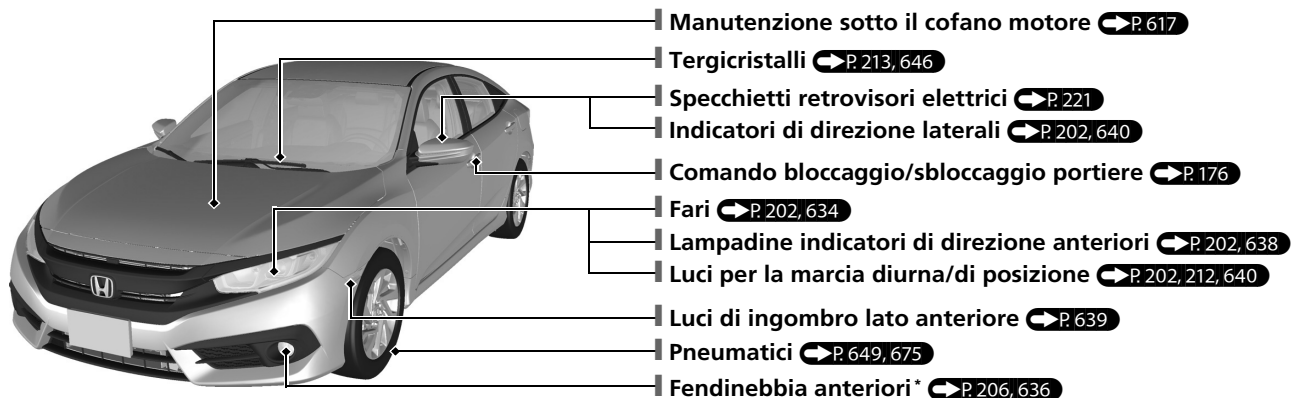 Manutenzione sotto il cofano motore P. 617
Tergicristalli P. 213, 646
Specchietti retrovisori elettrici P. 221
Indicatori di direzione laterali P. 202, 640
Comando bloccaggio/sbloccaggio portiere P. 176
Fari P. 202, 634
Lampadine indicatori di direzione anteriori P. 202, 638
Luci per la marcia diurna/di posizione P. 202, 212, 640
Luci di ingombro lato anteriore P. 639
Pneumatici P. 649, 675
Fendinebbia anteriori* P. 206, 636